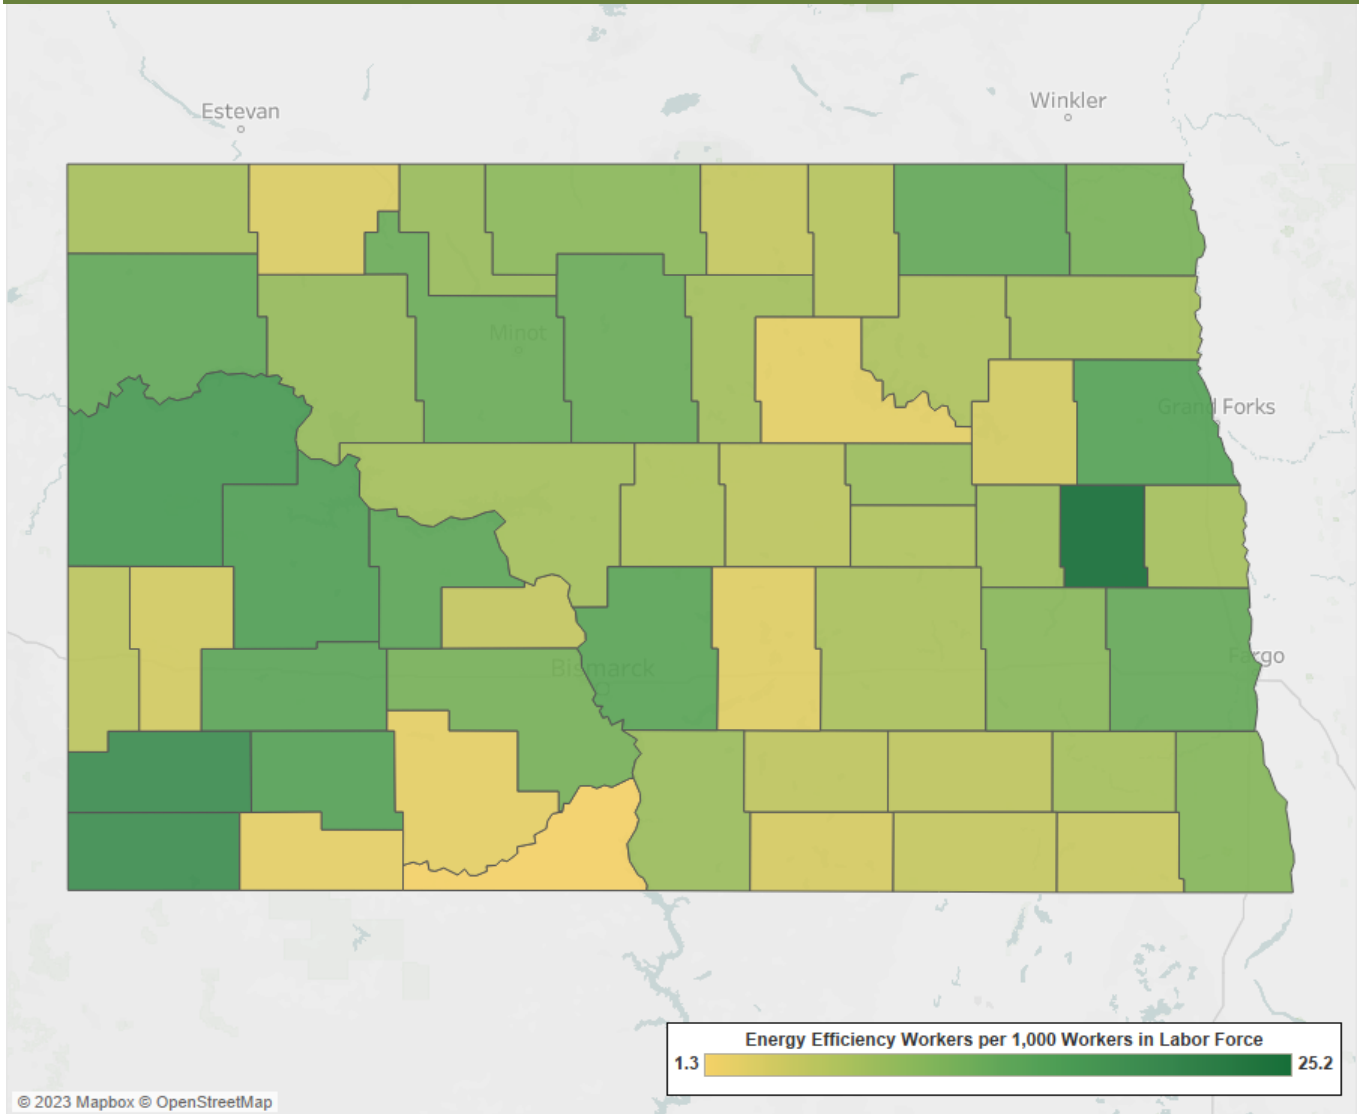 Estevan
Winkler
Minot
Grand Forks
Bismarck
Fargo
Energy Efficiency Workers per 1,000 Workers in Labor Force
1.3
25.2
© 2023 Mapbox © OpenStreetMap